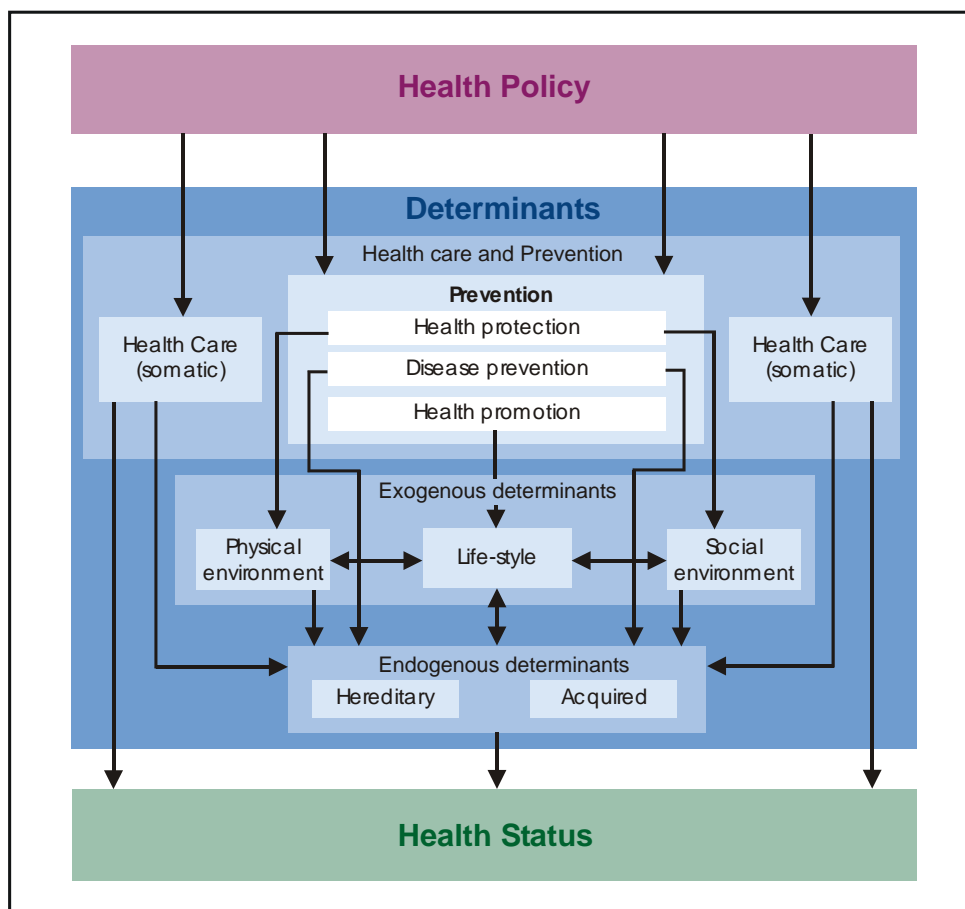 Health Policy
Determinants
Health care and Prevention
Prevention
Health protection
Health Care
(somatic)
Disease prevention
Health Care
(somatic)
Health promotion
Exogenous determinants
Physical
environment
Life-style
Social
environment
Endogenous determinants
Hereditary
Acquired
Health Status